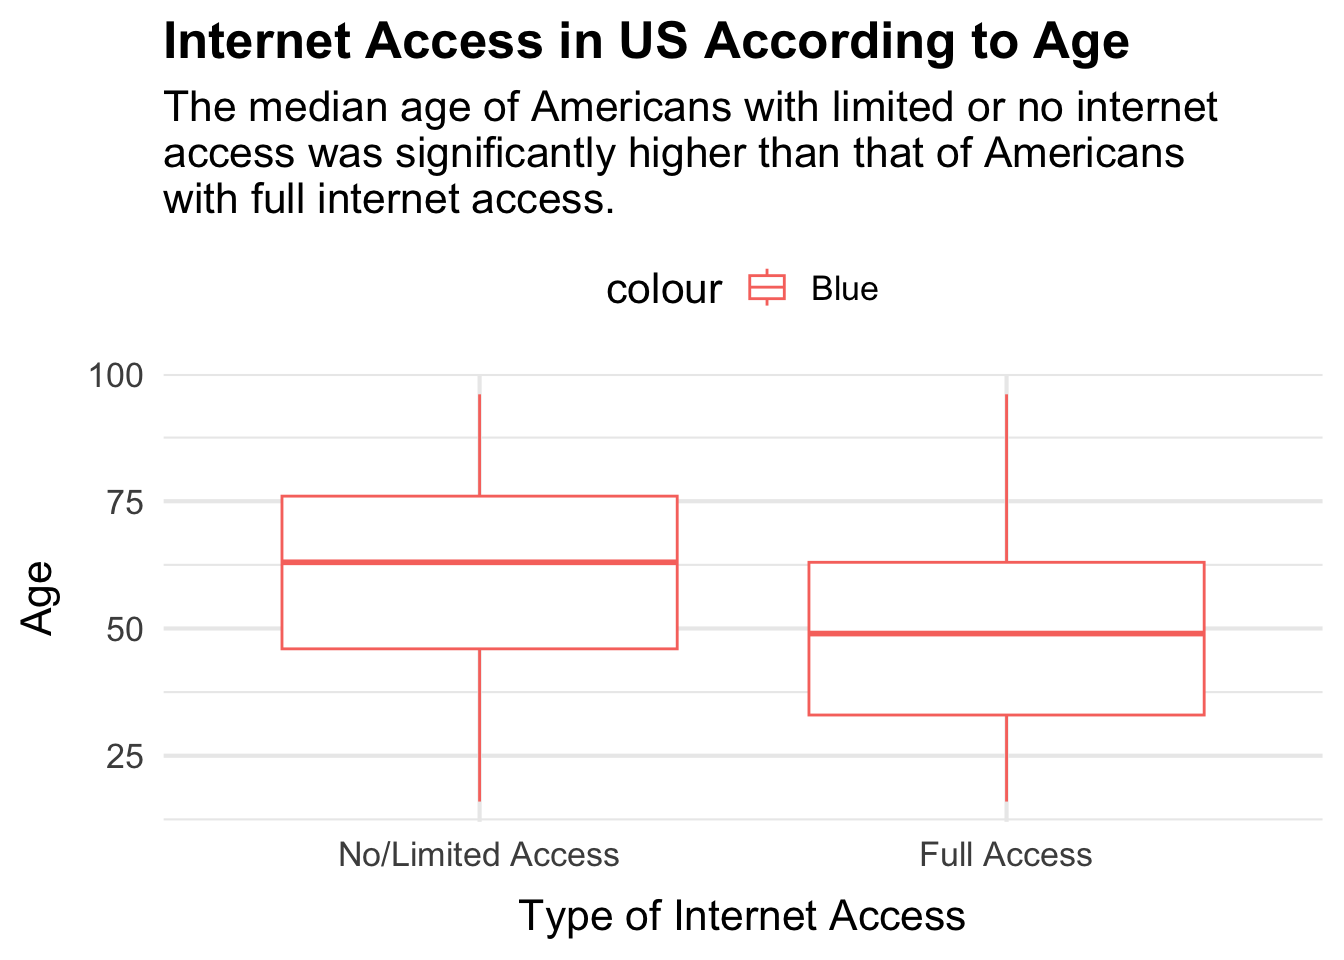 Internet Access in US According to Age
The median age of Americans with limited or no internet
access was significantly higher than that of Americans
with full internet access.
colour Blue
100
75
50
25
Age
No/Limited Access Full Access
Type of Internet Access